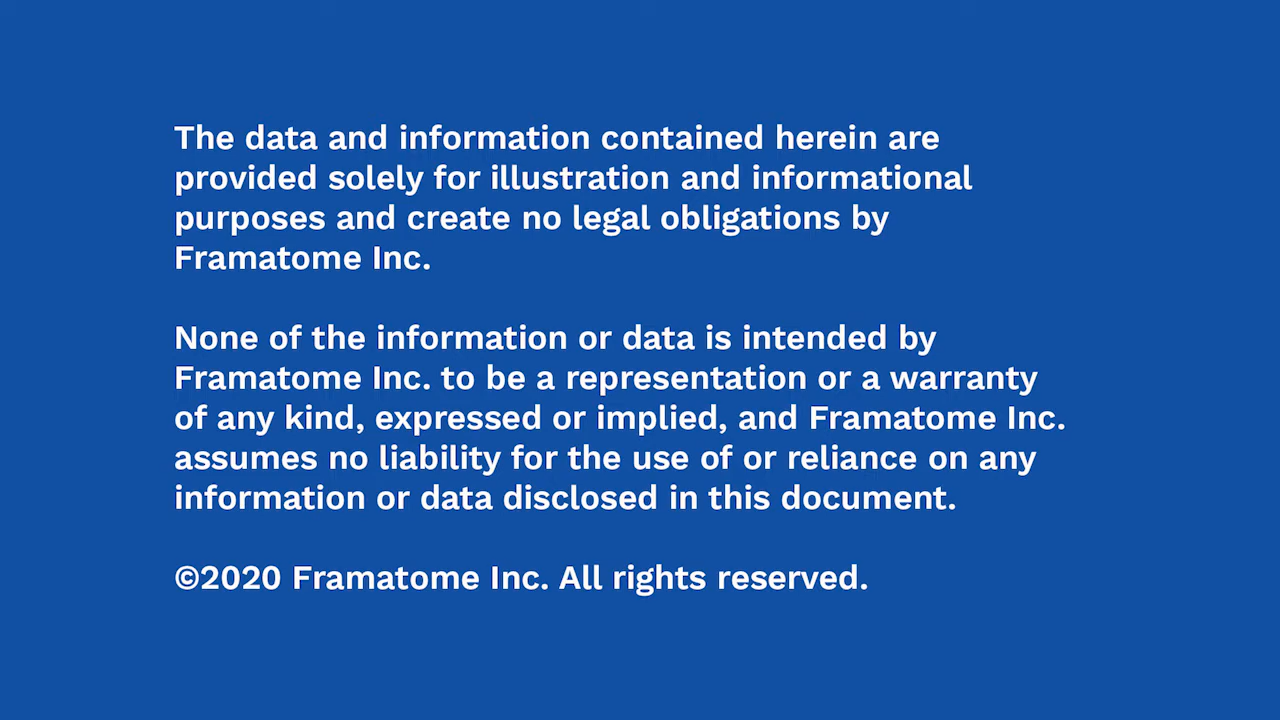 The data and information contained herein are
provided solely for illustration and informational
purposes and create no legal obligations by
Framatome Inc.
None of the information or data is intended by
Framatome Inc. to be a representation or a warranty
of any kind, expressed or implied, and Framatome Inc.
assumes no liability for the use of or reliance on any
information or data disclosed in this document.
©2020 Framatome Inc. All rights reserved.